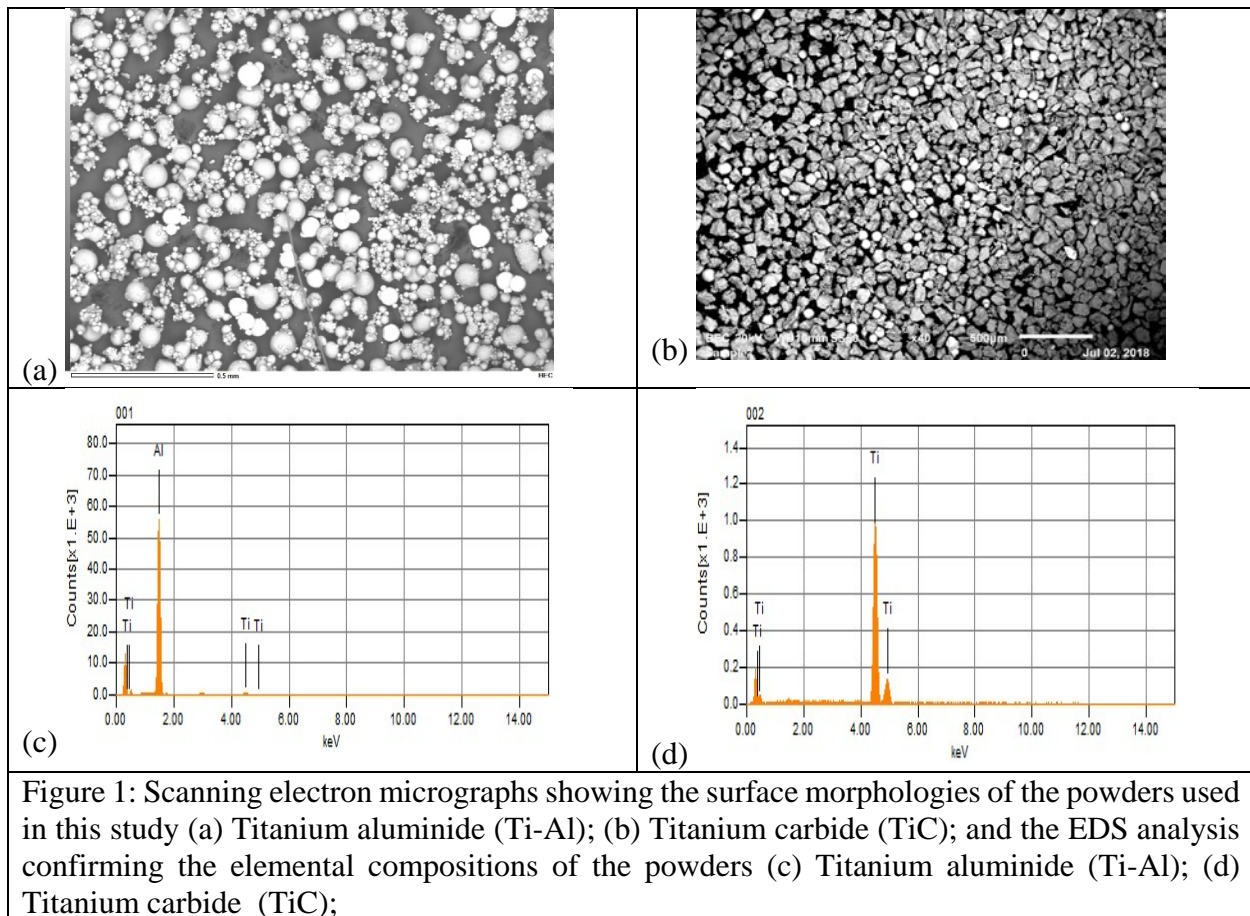 (a)
0.5 mm
BEC
(b)
x40 500µm
0 Jul 02, 2018
001
Al
80.0
70.0
60.0
50.0
40.0
30.0
20.0
10.0
0.0
Counts[x1.E+3]
Ti
Ti
Ti Ti
0.00 2.00 4.00 6.00 8.00 10.00 12.00 14.00
keV
(c)
002
Ti
1.4
1.2
1.0
0.8
0.6
0.4
0.2
0.0
Counts[x1.E+3]
Ti
Ti
Ti
0.00 2.00 4.00 6.00 8.00 10.00 12.00 14.00
keV
(d)
Figure 1: Scanning electron micrographs showing the surface morphologies of the powders used
in this study (a) Titanium aluminide (Ti-Al); (b) Titanium carbide (TiC); and the EDS analysis
confirming the elemental compositions of the powders (c) Titanium aluminide (Ti-Al); (d)
Titanium carbide (TiC);